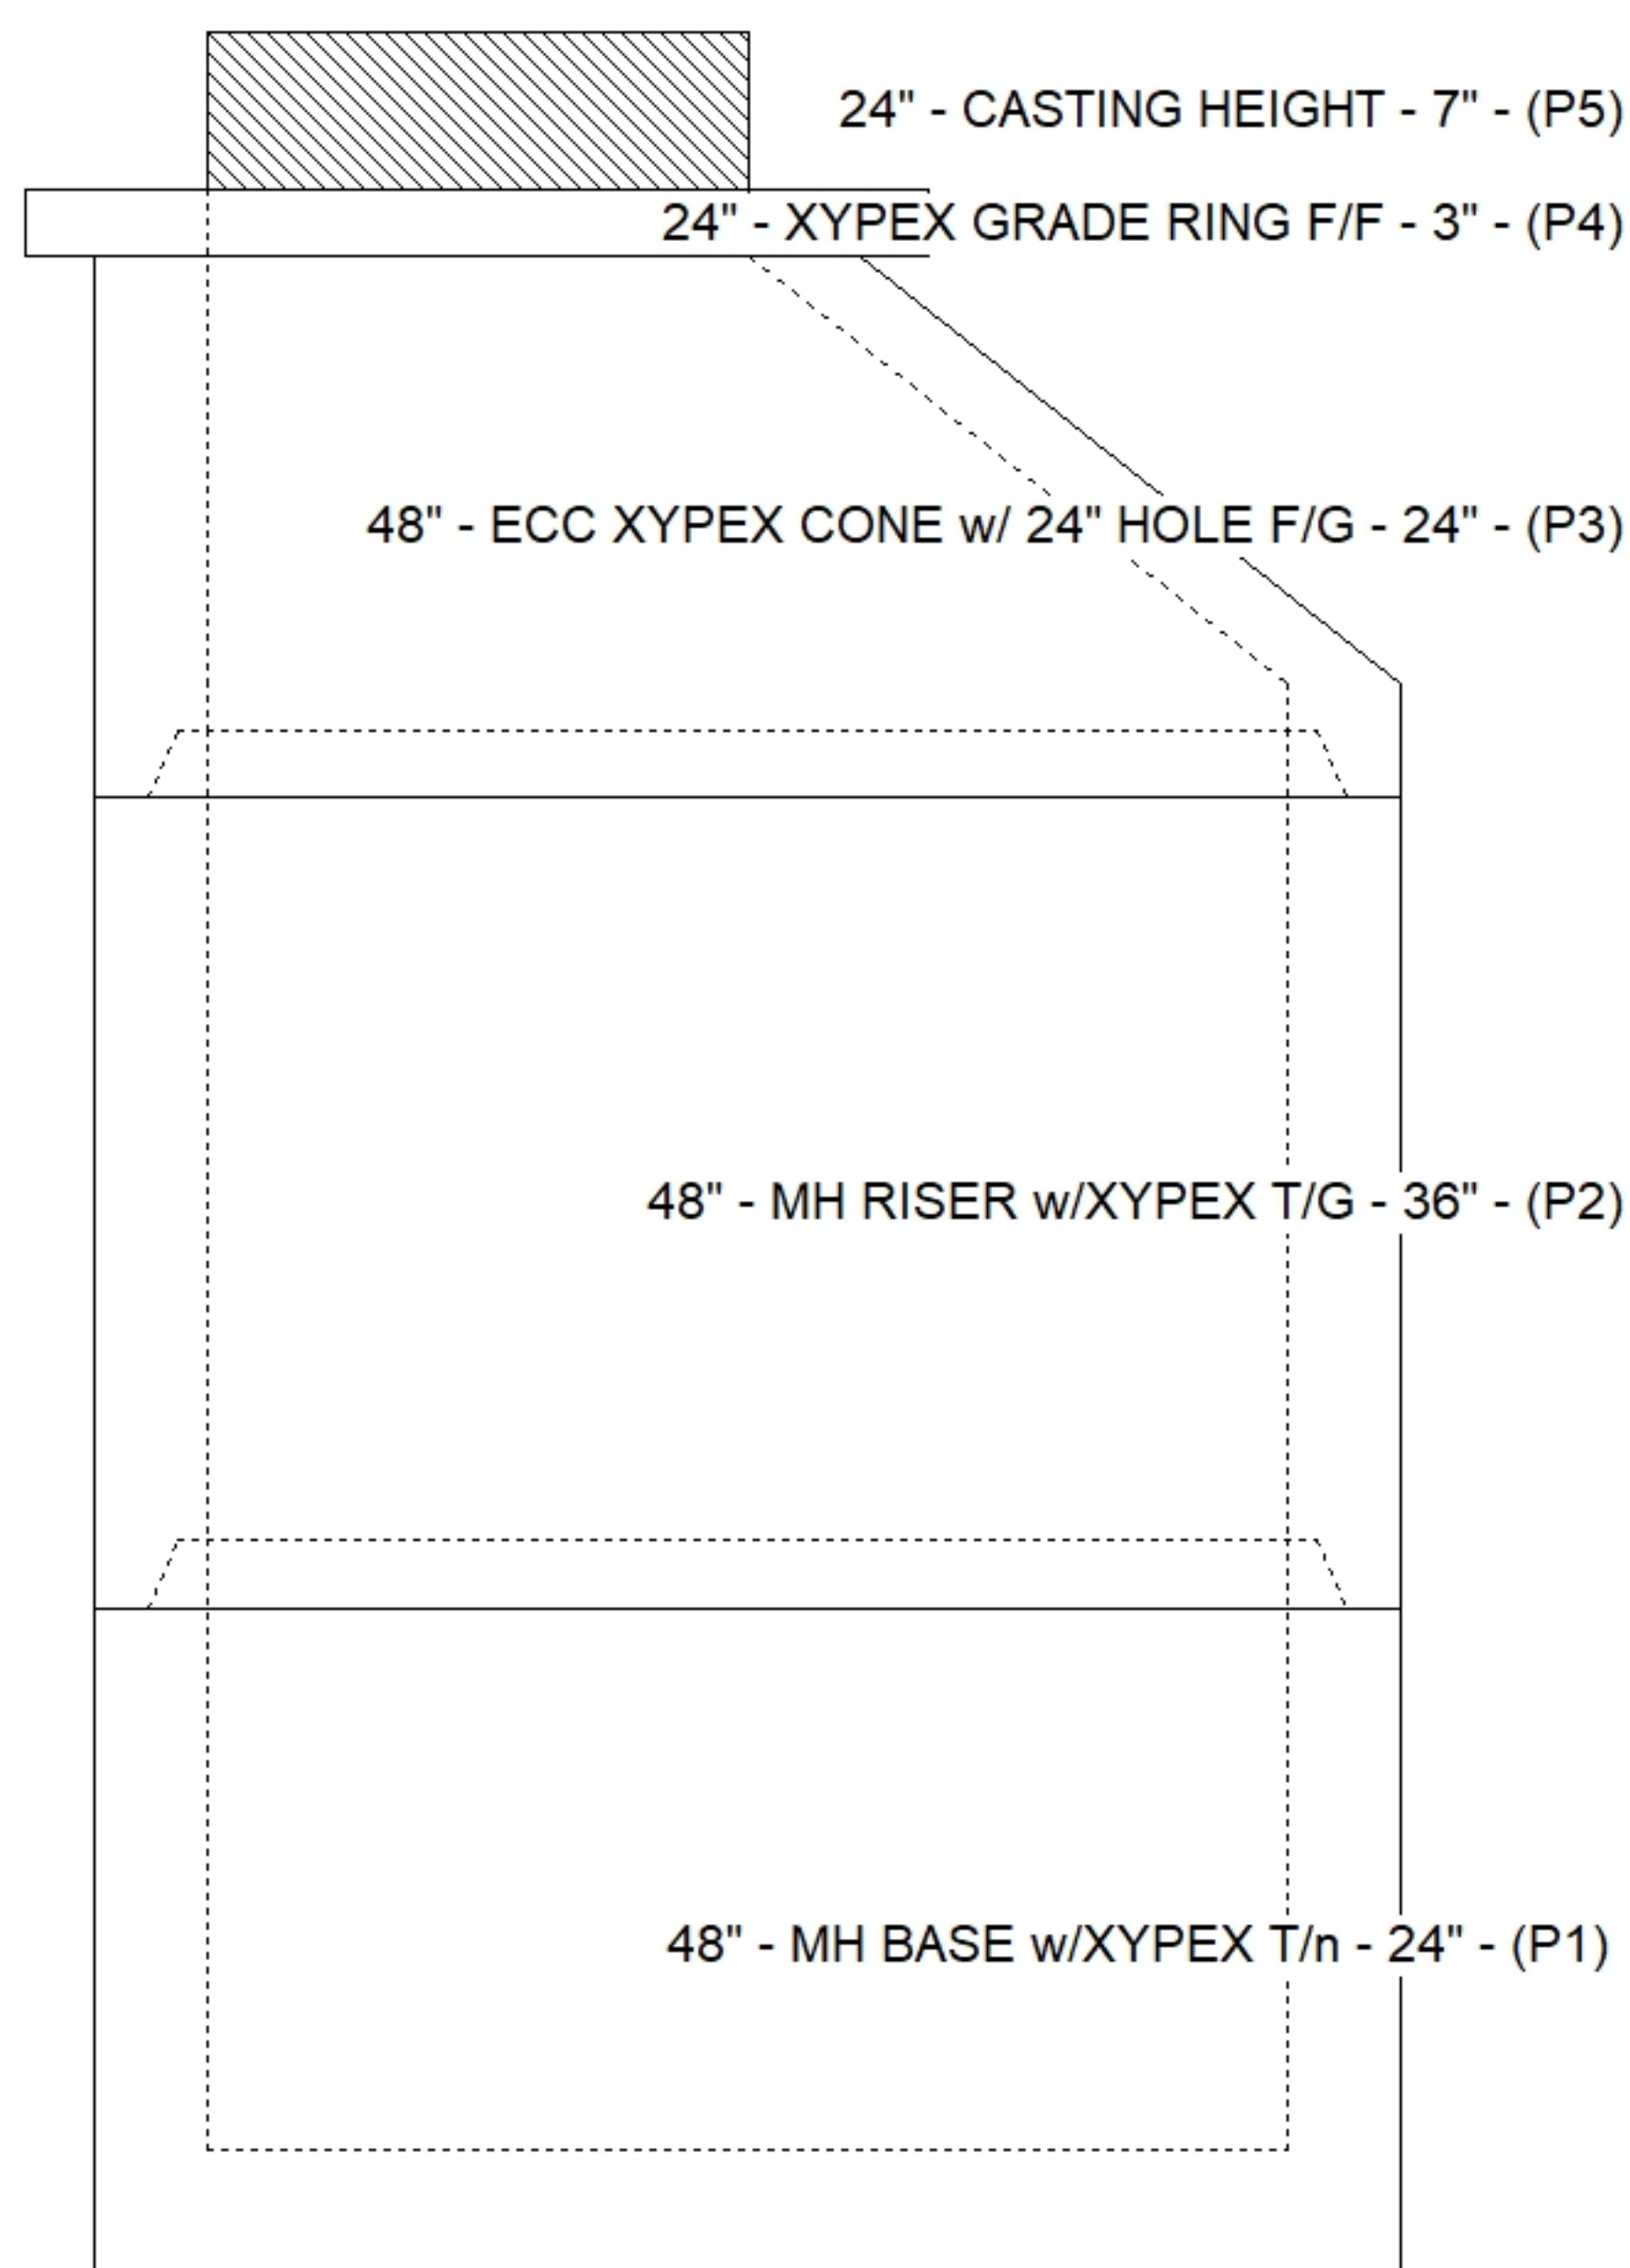 24" - CASTING HEIGHT - 7" - (P5)
24" - XYPEX GRADE RING F/F - 3" - (P4)
48" - ECC XYPEX CONE w/ 24" HOLE F/G - 24" - (P3)
48" - MH RISER w/XYPEX T/G - 36" - (P2)
48" - MH BASE w/XYPEX T/n - 24" - (P1)